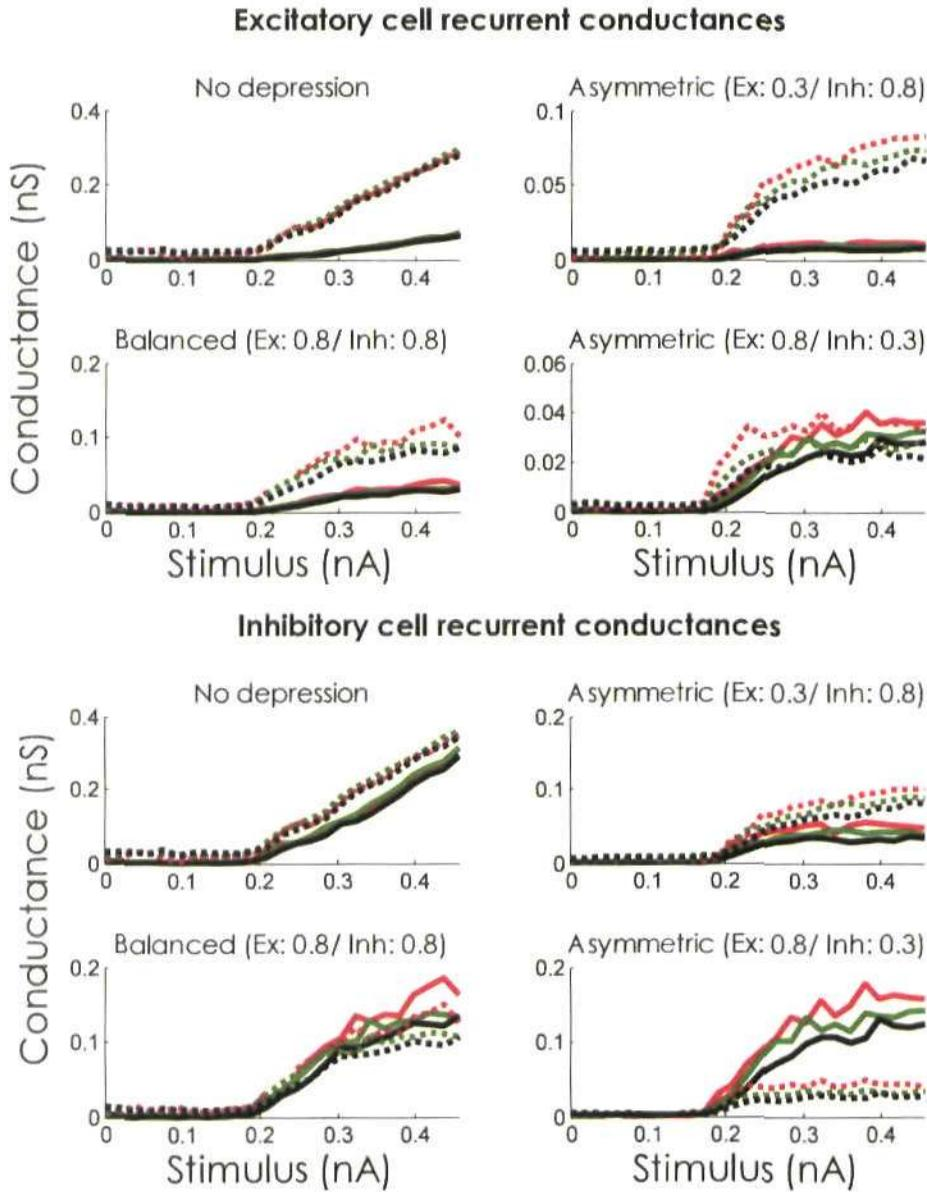 Excitatory cell recurrent conductances
No depression
Asymmetric (Ex: 0.3/ Inh: 0.8)
0.4
0.2
0
0 0.1 0.2 0.3 0.4
0.1
0.05
0
0 0.1 0.2 0.3 0.4
Conductance (nS)
Balanced (Ex: 0.8/ Inh: 0.8)
Asymmetric (Ex: 0.8/ Inh: 0.3)
0.2
0.1
0
0 0.1 0.2 0.3 0.4
0.06
0.04
0.02
0
0 0.1 0.2 0.3 0.4
Stimulus (nA)
Stimulus (nA)
Inhibitory cell recurrent conductances
No depression
Asymmetric (Ex: 0.3/ Inh: 0.8)
0.4
0.2
0
0 0.1 0.2 0.3 0.4
0.2
0.1
0
0 0.1 0.2 0.3 0.4
Conductance (nS)
Balanced (Ex: 0.8/ Inh: 0.8)
Asymmetric (Ex: 0.8/ Inh: 0.3)
0.2
0.1
0
0 0.1 0.2 0.3 0.4
0.2
0.1
0
0 0.1 0.2 0.3 0.4
Stimulus (nA)
Stimulus (nA)